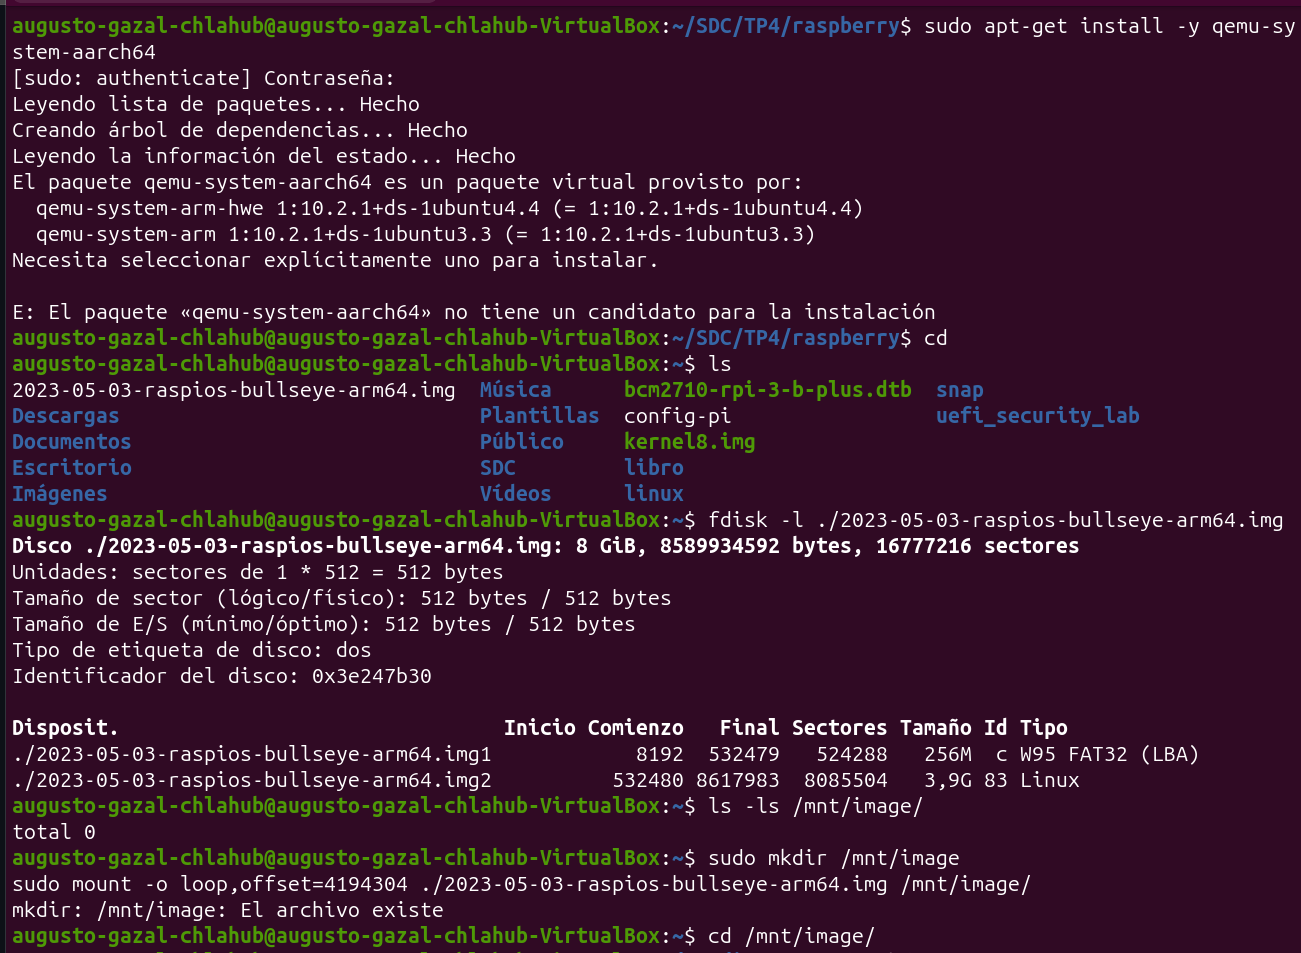 augusto-gazal-chlahub@augusto-gazal-chlahub-VirtualBox:~/SDC/TP4/raspberry$ sudo apt-get install -y qemu-sy
stem-aarch64
[sudo: authenticate] Contraseña:
Leyendo lista de paquetes... Hecho
Creando árbol de dependencias... Hecho
Leyendo la información del estado... Hecho
El paquete qemu-system-aarch64 es un paquete virtual provisto por:
  qemu-system-arm-hwe 1:10.2.1+ds-1ubuntu4.4 (= 1:10.2.1+ds-1ubuntu4.4)
  qemu-system-arm 1:10.2.1+ds-1ubuntu3.3 (= 1:10.2.1+ds-1ubuntu3.3)
Necesita seleccionar explícitamente uno para instalar.

E: El paquete «qemu-system-aarch64» no tiene un candidato para la instalación
augusto-gazal-chlahub@augusto-gazal-chlahub-VirtualBox:~/SDC/TP4/raspberry$ cd
augusto-gazal-chlahub@augusto-gazal-chlahub-VirtualBox:~$ ls
2023-05-03-raspios-bullseye-arm64.img  Música      bcm2710-rpi-3-b-plus.dtb  snap
Descargas                              Plantillas  config-pi                 uefi_security_lab
Documentos                             Público     kernel8.img
Escritorio                             SDC         libro
Imágenes                               Vídeos      linux
augusto-gazal-chlahub@augusto-gazal-chlahub-VirtualBox:~$ fdisk -l ./2023-05-03-raspios-bullseye-arm64.img
Disco ./2023-05-03-raspios-bullseye-arm64.img: 8 GiB, 8589934592 bytes, 16777216 sectores
Unidades: sectores de 1 * 512 = 512 bytes
Tamaño de sector (lógico/físico): 512 bytes / 512 bytes
Tamaño de E/S (mínimo/óptimo): 512 bytes / 512 bytes
Tipo de etiqueta de disco: dos
Identificador del disco: 0x3e247b30

Disposit.                                Inicio Comienzo   Final Sectores Tamaño Id Tipo
./2023-05-03-raspios-bullseye-arm64.img1            8192  532479   524288   256M  c W95 FAT32 (LBA)
./2023-05-03-raspios-bullseye-arm64.img2          532480 8617983  8085504   3,9G 83 Linux
augusto-gazal-chlahub@augusto-gazal-chlahub-VirtualBox:~$ ls -ls /mnt/image/
total 0
augusto-gazal-chlahub@augusto-gazal-chlahub-VirtualBox:~$ sudo mkdir /mnt/image
sudo mount -o loop,offset=4194304 ./2023-05-03-raspios-bullseye-arm64.img /mnt/image/
mkdir: /mnt/image: El archivo existe
augusto-gazal-chlahub@augusto-gazal-chlahub-VirtualBox:~$ cd /mnt/image/